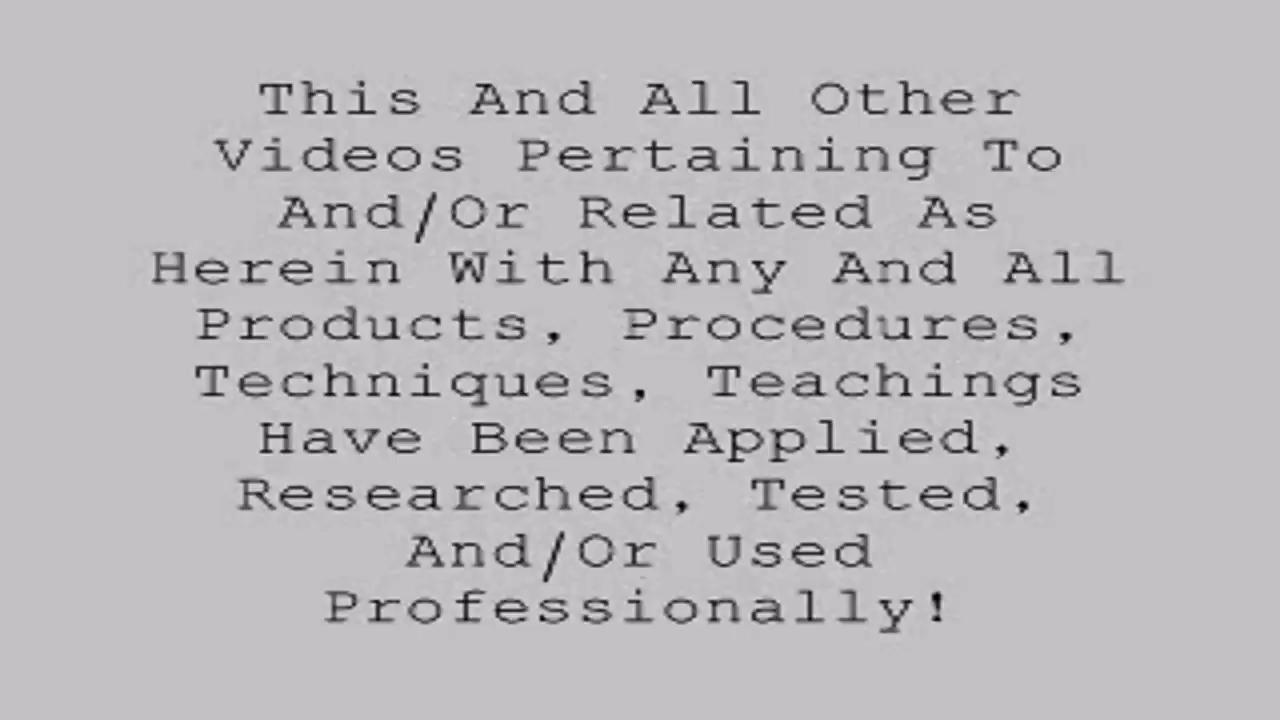 This And All Other
Videos Pertaining To
And/Or Related As
Herein With Any And All
Products, Procedures,
Techniques, Teachings
Have Been Applied,
Researched, Tested,
And/Or Used
Professionally!